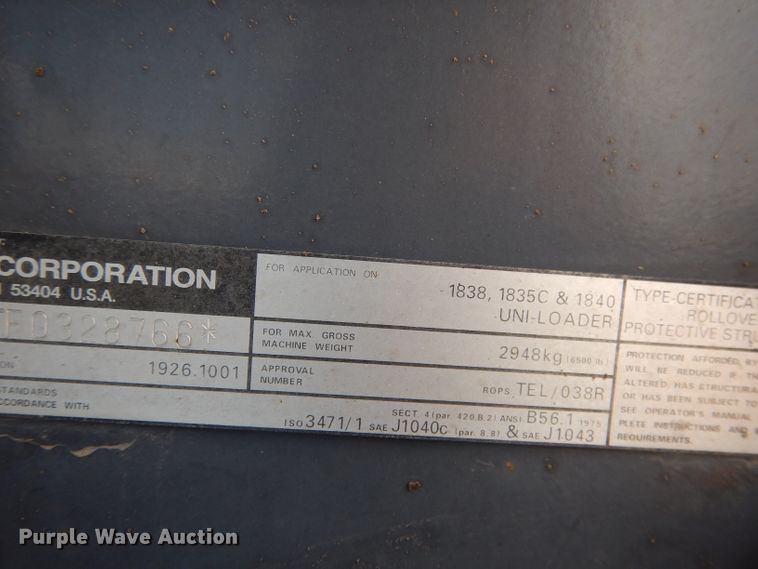 CORPORATION
53404 U.S.A.
0328766*
1926.1001
STANDARDS
CCORDANCE WITH
FOR APPLICATION ON
1838, 1835C & 1840
UNI-LOADER
FOR MAX GROSS
MACHINE WEIGHT
2948kg (6500 lb)
APPROVAL
NUMBER
ROPS TEL/038R
SECT. 4(par. 420.B.2) ANSI B56.1 1975
ISO 3471/1 SAE J1040c (par 8.8) & SAE J1043
TYPE-CERTIFICAT
ROLLOVE
PROTECTIVE STRU
PROTECTION AFFORDED
WILL BE REDUCED IF T
ALTERED, HAS STRUCTURA
OR HAS BEEN SUBJECT TO
SEE OPERATOR'S MANUAL
PLETE INSTRUCTIONS AND
REQUIREMENTS.
Purple Wave Auction